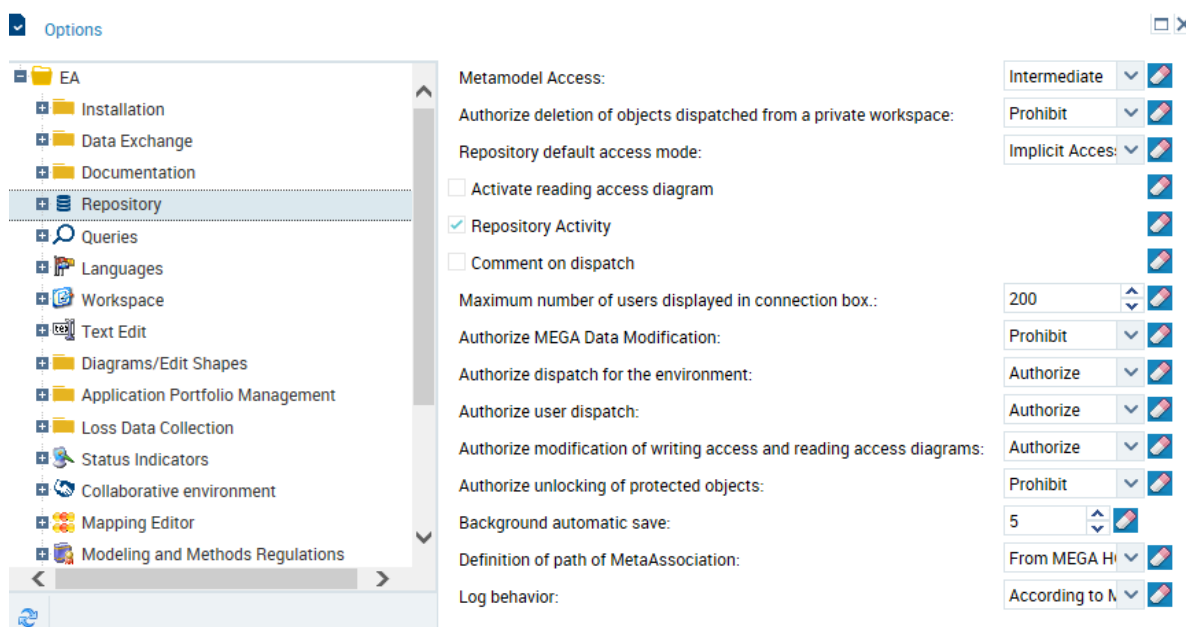 Options
EA
Installation
Data Exchange
Documentation
Repository
Queries
Languages
Workspace
Text Edit
Diagrams/Edit Shapes
Application Portfolio Management
Loss Data Collection
Status Indicators
Collaborative environment
Mapping Editor
Modeling and Methods Regulations
Metamodel Access: Intermediate
Authorize deletion of objects dispatched from a private workspace: Prohibit
Repository default access mode: Implicit Acces
Activate reading access diagram
Repository Activity
Comment on dispatch
Maximum number of users displayed in connection box.: 200
Authorize MEGA Data Modification: Prohibit
Authorize dispatch for the environment: Authorize
Authorize user dispatch: Authorize
Authorize modification of writing access and reading access diagrams: Authorize
Authorize unlocking of protected objects: Prohibit
Background automatic save: 5
Definition of path of MetaAssociation: From MEGA H
Log behavior: According to M